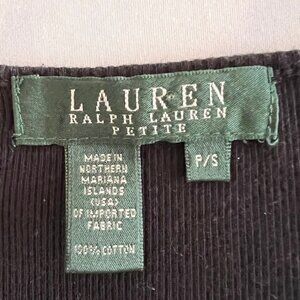 LAUREN
RALPH LAUREN
PETITE
MADE IN
NORTHERN
MARIANA
ISLANDS
(USA)
OF IMPORTED
FABRIC
100% COTTON
P/S